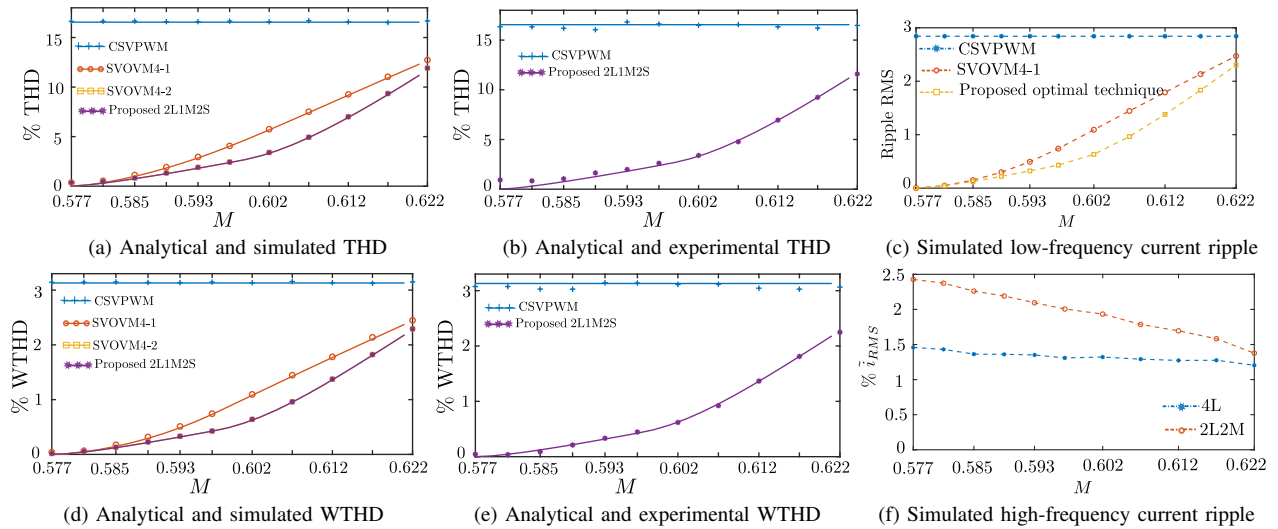 % THD
15
10
5
0
CSVPWM
SVOVM4-1
SVOVM4-2
Proposed 2L1M2S
0.577 0.585 0.593 0.602 0.612 0.622
M
(a) Analytical and simulated THD
% THD
15
10
5
0
CSVPWM
Proposed 2L1M2S
0.577 0.585 0.593 0.602 0.612 0.622
M
(b) Analytical and experimental THD
Ripple RMS
3
2
1
0
CSVPWM
SVOVM4-1
Proposed optimal technique
0.577 0.585 0.593 0.602 0.612 0.622
M
(c) Simulated low-frequency current ripple
% WTHD
3
2
1
0
CSVPWM
SVOVM4-1
SVOVM4-2
Proposed 2L1M2S
0.577 0.585 0.593 0.602 0.612 0.622
M
(d) Analytical and simulated WTHD
% WTHD
3
2
1
0
CSVPWM
Proposed 2L1M2S
0.577 0.585 0.593 0.602 0.612 0.622
M
(e) Analytical and experimental WTHD
% ĩ_RMS
2.5
2
1.5
1
0.5
0
4L
2L2M
0.577 0.585 0.593 0.602 0.612 0.622
M
(f) Simulated high-frequency current ripple